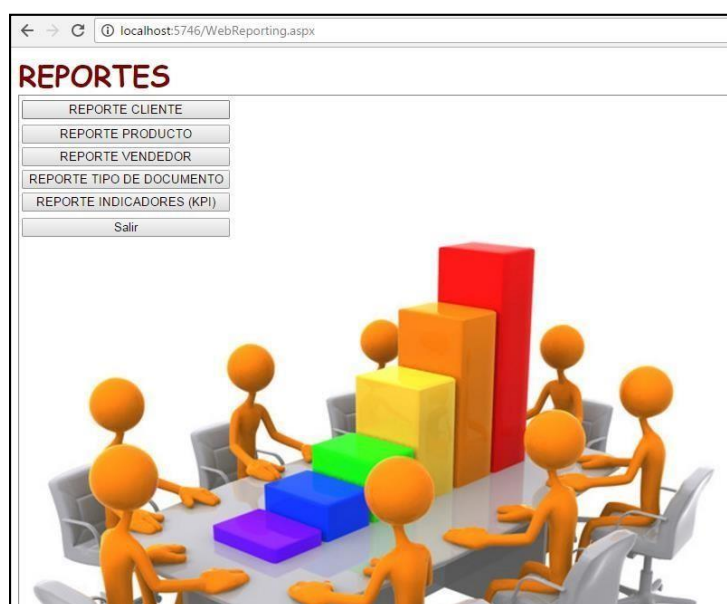 localhost:5746/WebReporting.aspx
REPORTES
REPORTE CLIENTE
REPORTE PRODUCTO
REPORTE VENDEDOR
REPORTE TIPO DE DOCUMENTO
REPORTE INDICADORES (KPI)
Salir